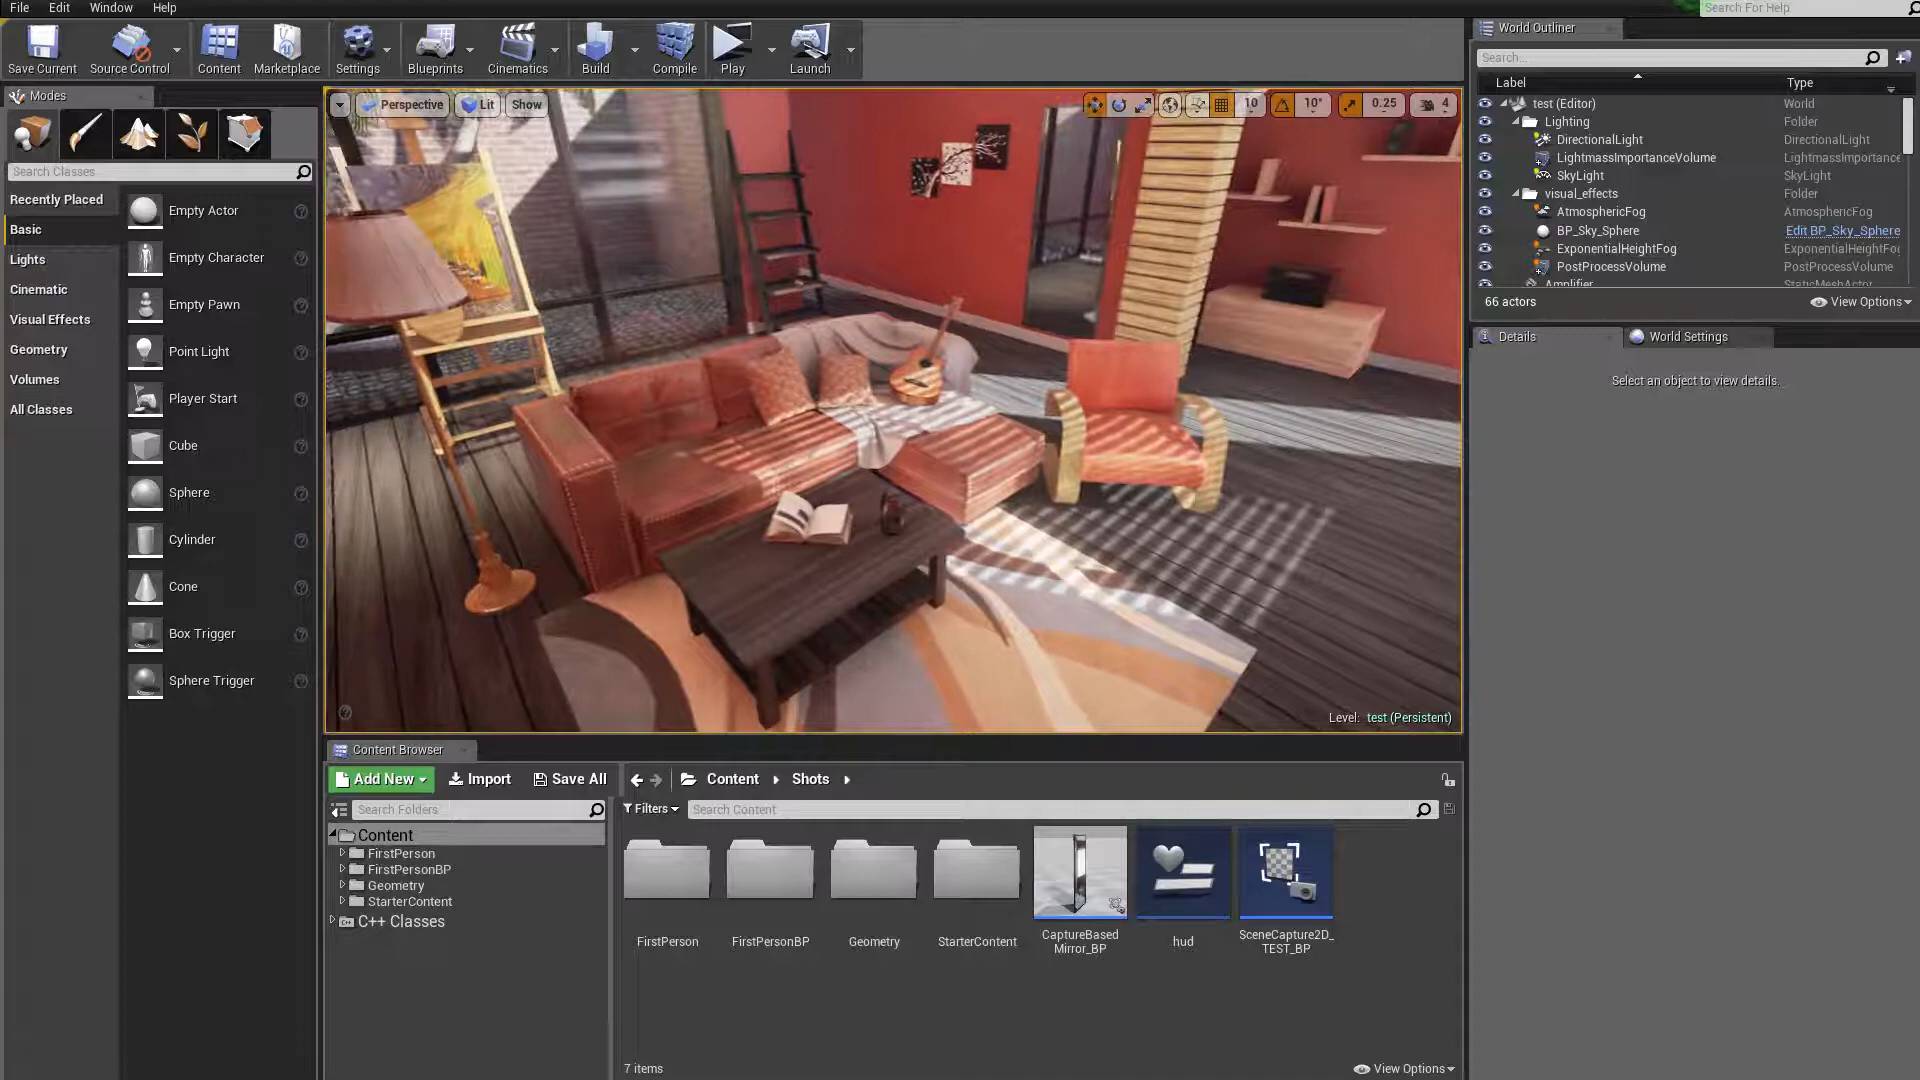 File Edit Window Help
Search For Help
Save Current Source Control Content Marketplace Settings Blueprints Cinematics Build Compile Play Launch
Modes
Search Classes
Recently Placed
Basic
Lights
Cinematic
Visual Effects
Geometry
Volumes
All Classes
Empty Actor
Empty Character
Empty Pawn
Point Light
Player Start
Cube
Sphere
Cylinder
Cone
Box Trigger
Sphere Trigger
Perspective Lit Show
10 10° 0.25 4
Level: test (Persistent)
World Outliner
Search...
Label Type
test (Editor) World
Lighting Folder
DirectionalLight DirectionalLight
LightmassImportanceVolume LightmassImportance
SkyLight SkyLight
visual_effects Folder
AtmosphericFog AtmosphericFog
BP_Sky_Sphere Edit BP_Sky_Sphere
ExponentialHeightFog ExponentialHeightFog
PostProcessVolume PostProcessVolume
Amplifier StaticMeshActor
66 actors View Options
Details World Settings
Select an object to view details.
Content Browser
Add New Import Save All Content Shots
Search Folders
Filters Search Content
Content
FirstPerson
FirstPersonBP
Geometry
StarterContent
C++ Classes
FirstPerson
FirstPersonBP
Geometry
StarterContent
CaptureBased
Mirror_BP
hud
SceneCapture2D_
TEST_BP
7 items View Options